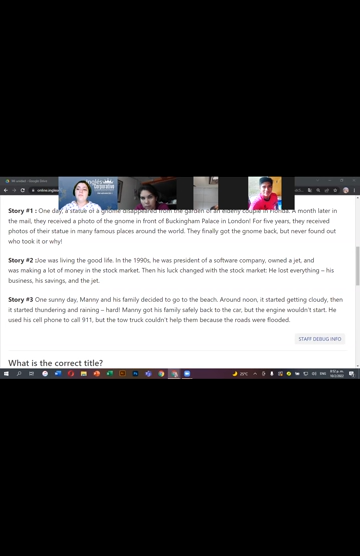 online.ingles
Inglés
Corporativo
Story #1 : One day, a statue of a gnome disappeared from the garden of an elderly couple in Florida. A month later in
the mail, they received a photo of the gnome in front of Buckingham Palace in London! For five years, they received
photos of their statue in many famous places around the world. They finally got the gnome back, but never found out
who took it or why!
Story #2 :Joe was living the good life. In the 1990s, he was president of a software company, owned a jet, and
was making a lot of money in the stock market. Then his luck changed with the stock market: He lost everything – his
business, his savings, and the jet.
Story #3 One sunny day, Manny and his family decided to go to the beach. Around noon, it started getting cloudy, then
it started thundering and raining – hard! Manny got his family safely back to the car, but the engine wouldn't start. He
used his cell phone to call 911, but the tow truck couldn't help them because the roads were flooded.
STAFF DEBUG INFO
What is the correct title?